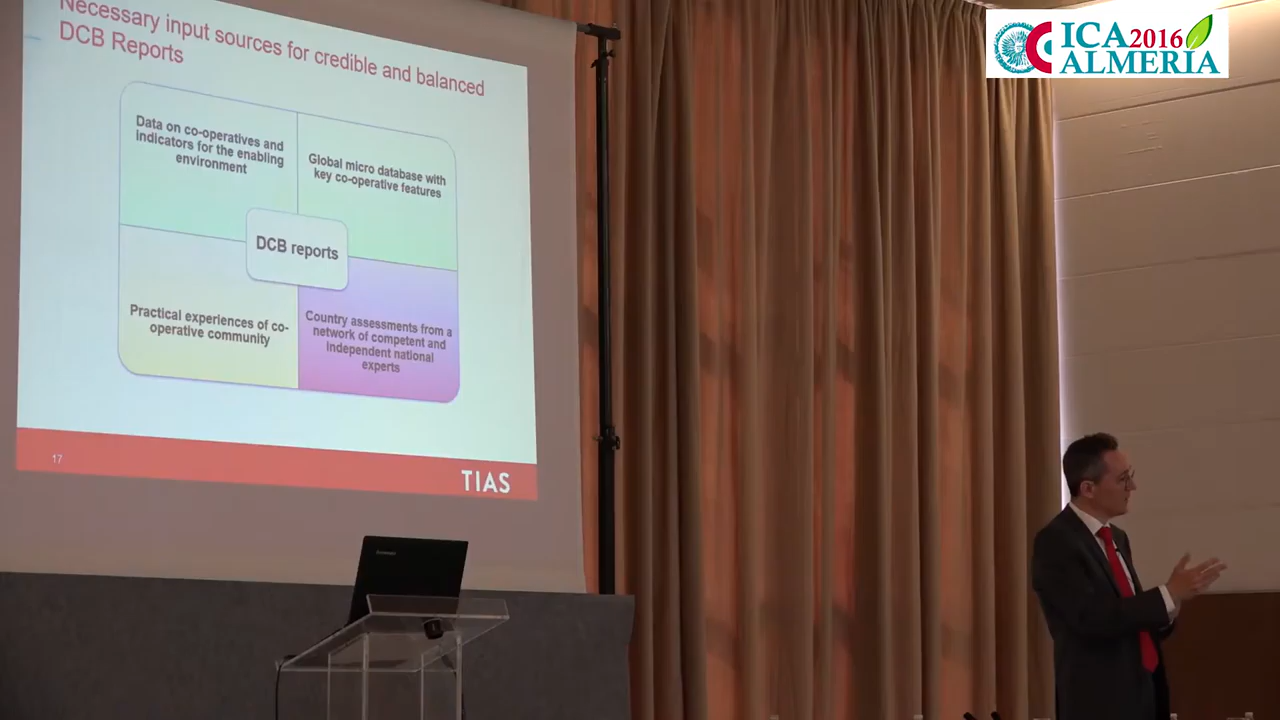 Necessary input sources for credible and balanced
DCB Reports
Data on co-operatives and
indicators for the enabling
environment
Global micro database with
key co-operative features
DCB reports
Practical experiences of co-
operative community
Country assessments from a
network of competent and
independent national
experts
17
TIAS
ICA2016
ALMERIA